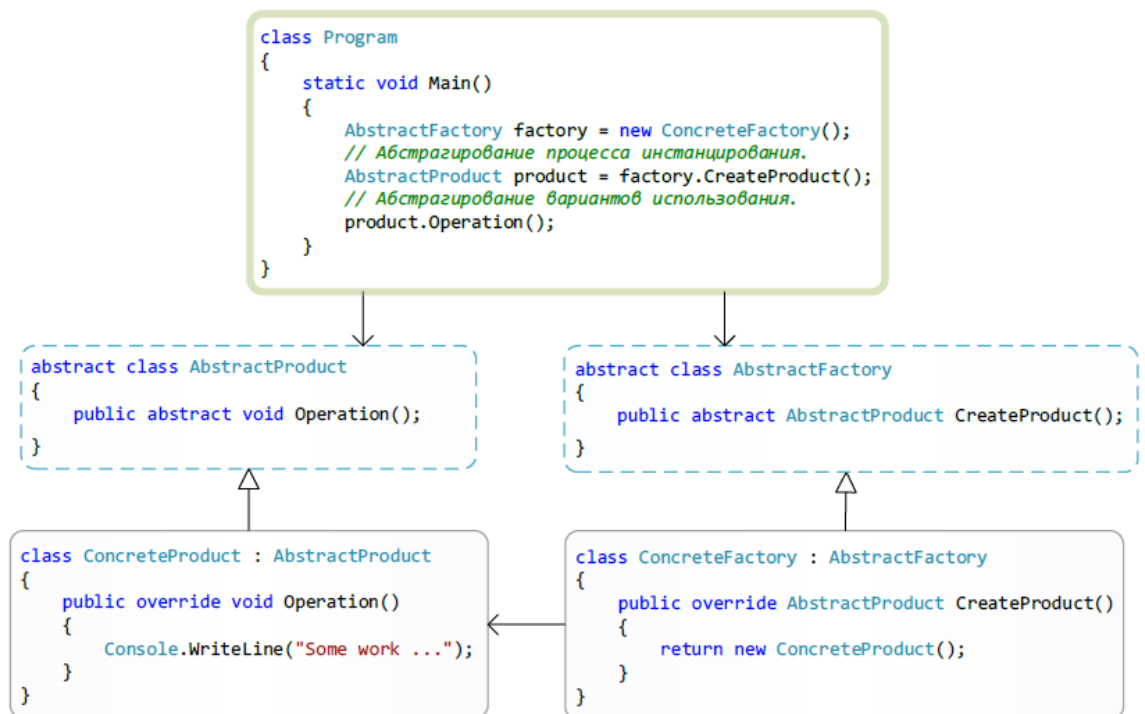 class Program
{
    static void Main()
    {
        AbstractFactory factory = new ConcreteFactory();
        // Абстрагирование процесса инстанцирования.
        AbstractProduct product = factory.CreateProduct();
        // Абстрагирование вариантов использования.
        product.Operation();
    }
}
abstract class AbstractProduct
{
    public abstract void Operation();
}
abstract class AbstractFactory
{
    public abstract AbstractProduct CreateProduct();
}
class ConcreteProduct : AbstractProduct
{
    public override void Operation()
    {
        Console.WriteLine("Some work ...");
    }
}
class ConcreteFactory : AbstractFactory
{
    public override AbstractProduct CreateProduct()
    {
        return new ConcreteProduct();
    }
}